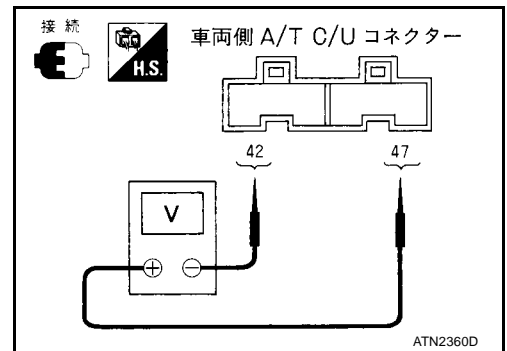 接続
H.S.
車両側 A/T C/U コネクター
42
47
V
+ -
ATN2360D